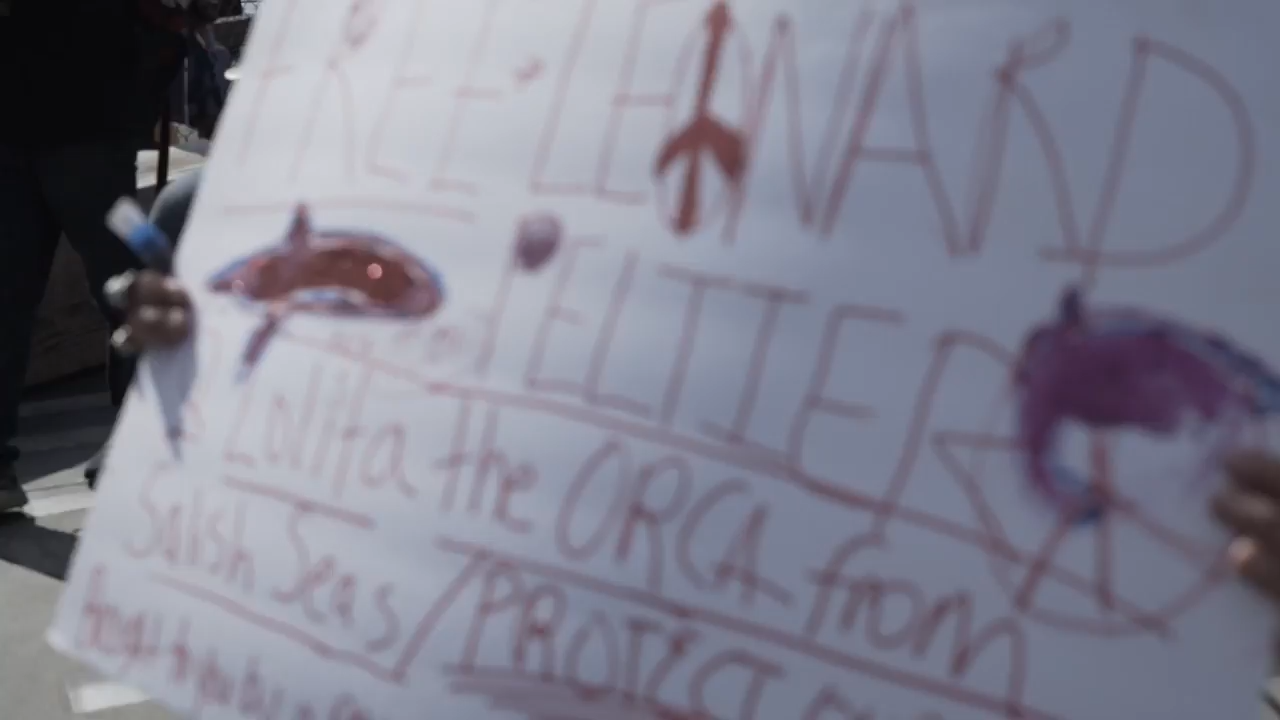 FREE LEONARD
PELTIER
Lolita the ORCA from
Salish Seas / PROTECT